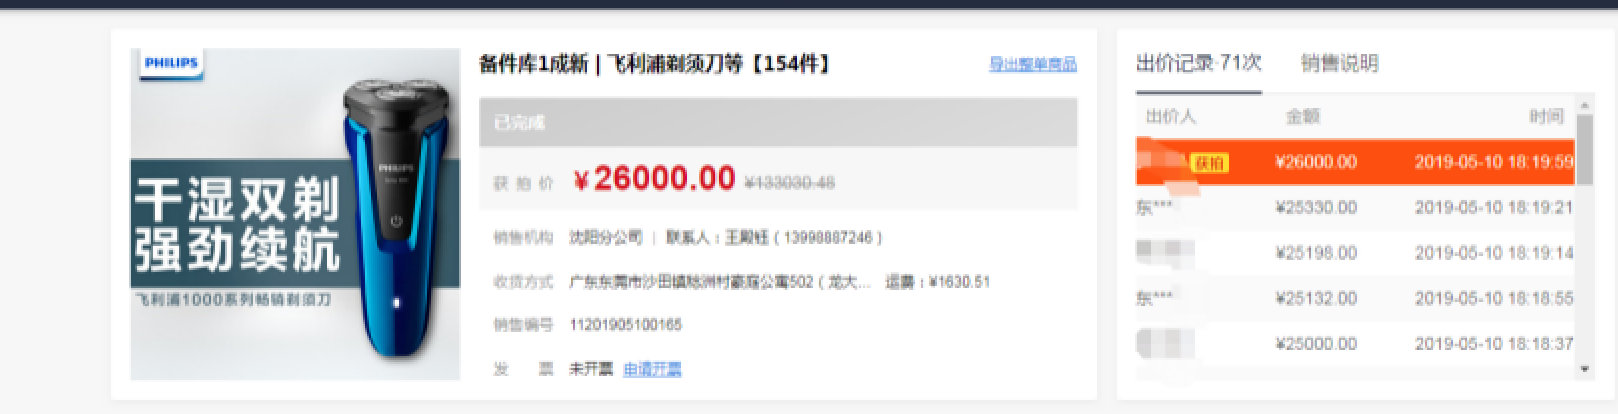 PHILIPS
PHILIPS
干湿双剃
强劲续航
飞利浦1000系列畅销剃须刀
备件库1成新 | 飞利浦剃须刀等【154件】
导出整单商品
已完成
获拍价 ¥26000.00 ¥133030.48
销售机构 沈阳分公司 | 联系人：王殿钰（13998887246）
收货方式 广东东莞市沙田镇𣸣洲村豪庭公寓502（龙大... 运费：¥1630.51
销售编号 11201905100165
发票 未开票 申请开票
出价记录·71次 销售说明
出价人 金额 时间
获拍 ¥26000.00 2019-05-10 18:19:59
东*** ¥25330.00 2019-05-10 18:19:21
¥25198.00 2019-05-10 18:19:14
东*** ¥25132.00 2019-05-10 18:18:55
¥25000.00 2019-05-10 18:18:37